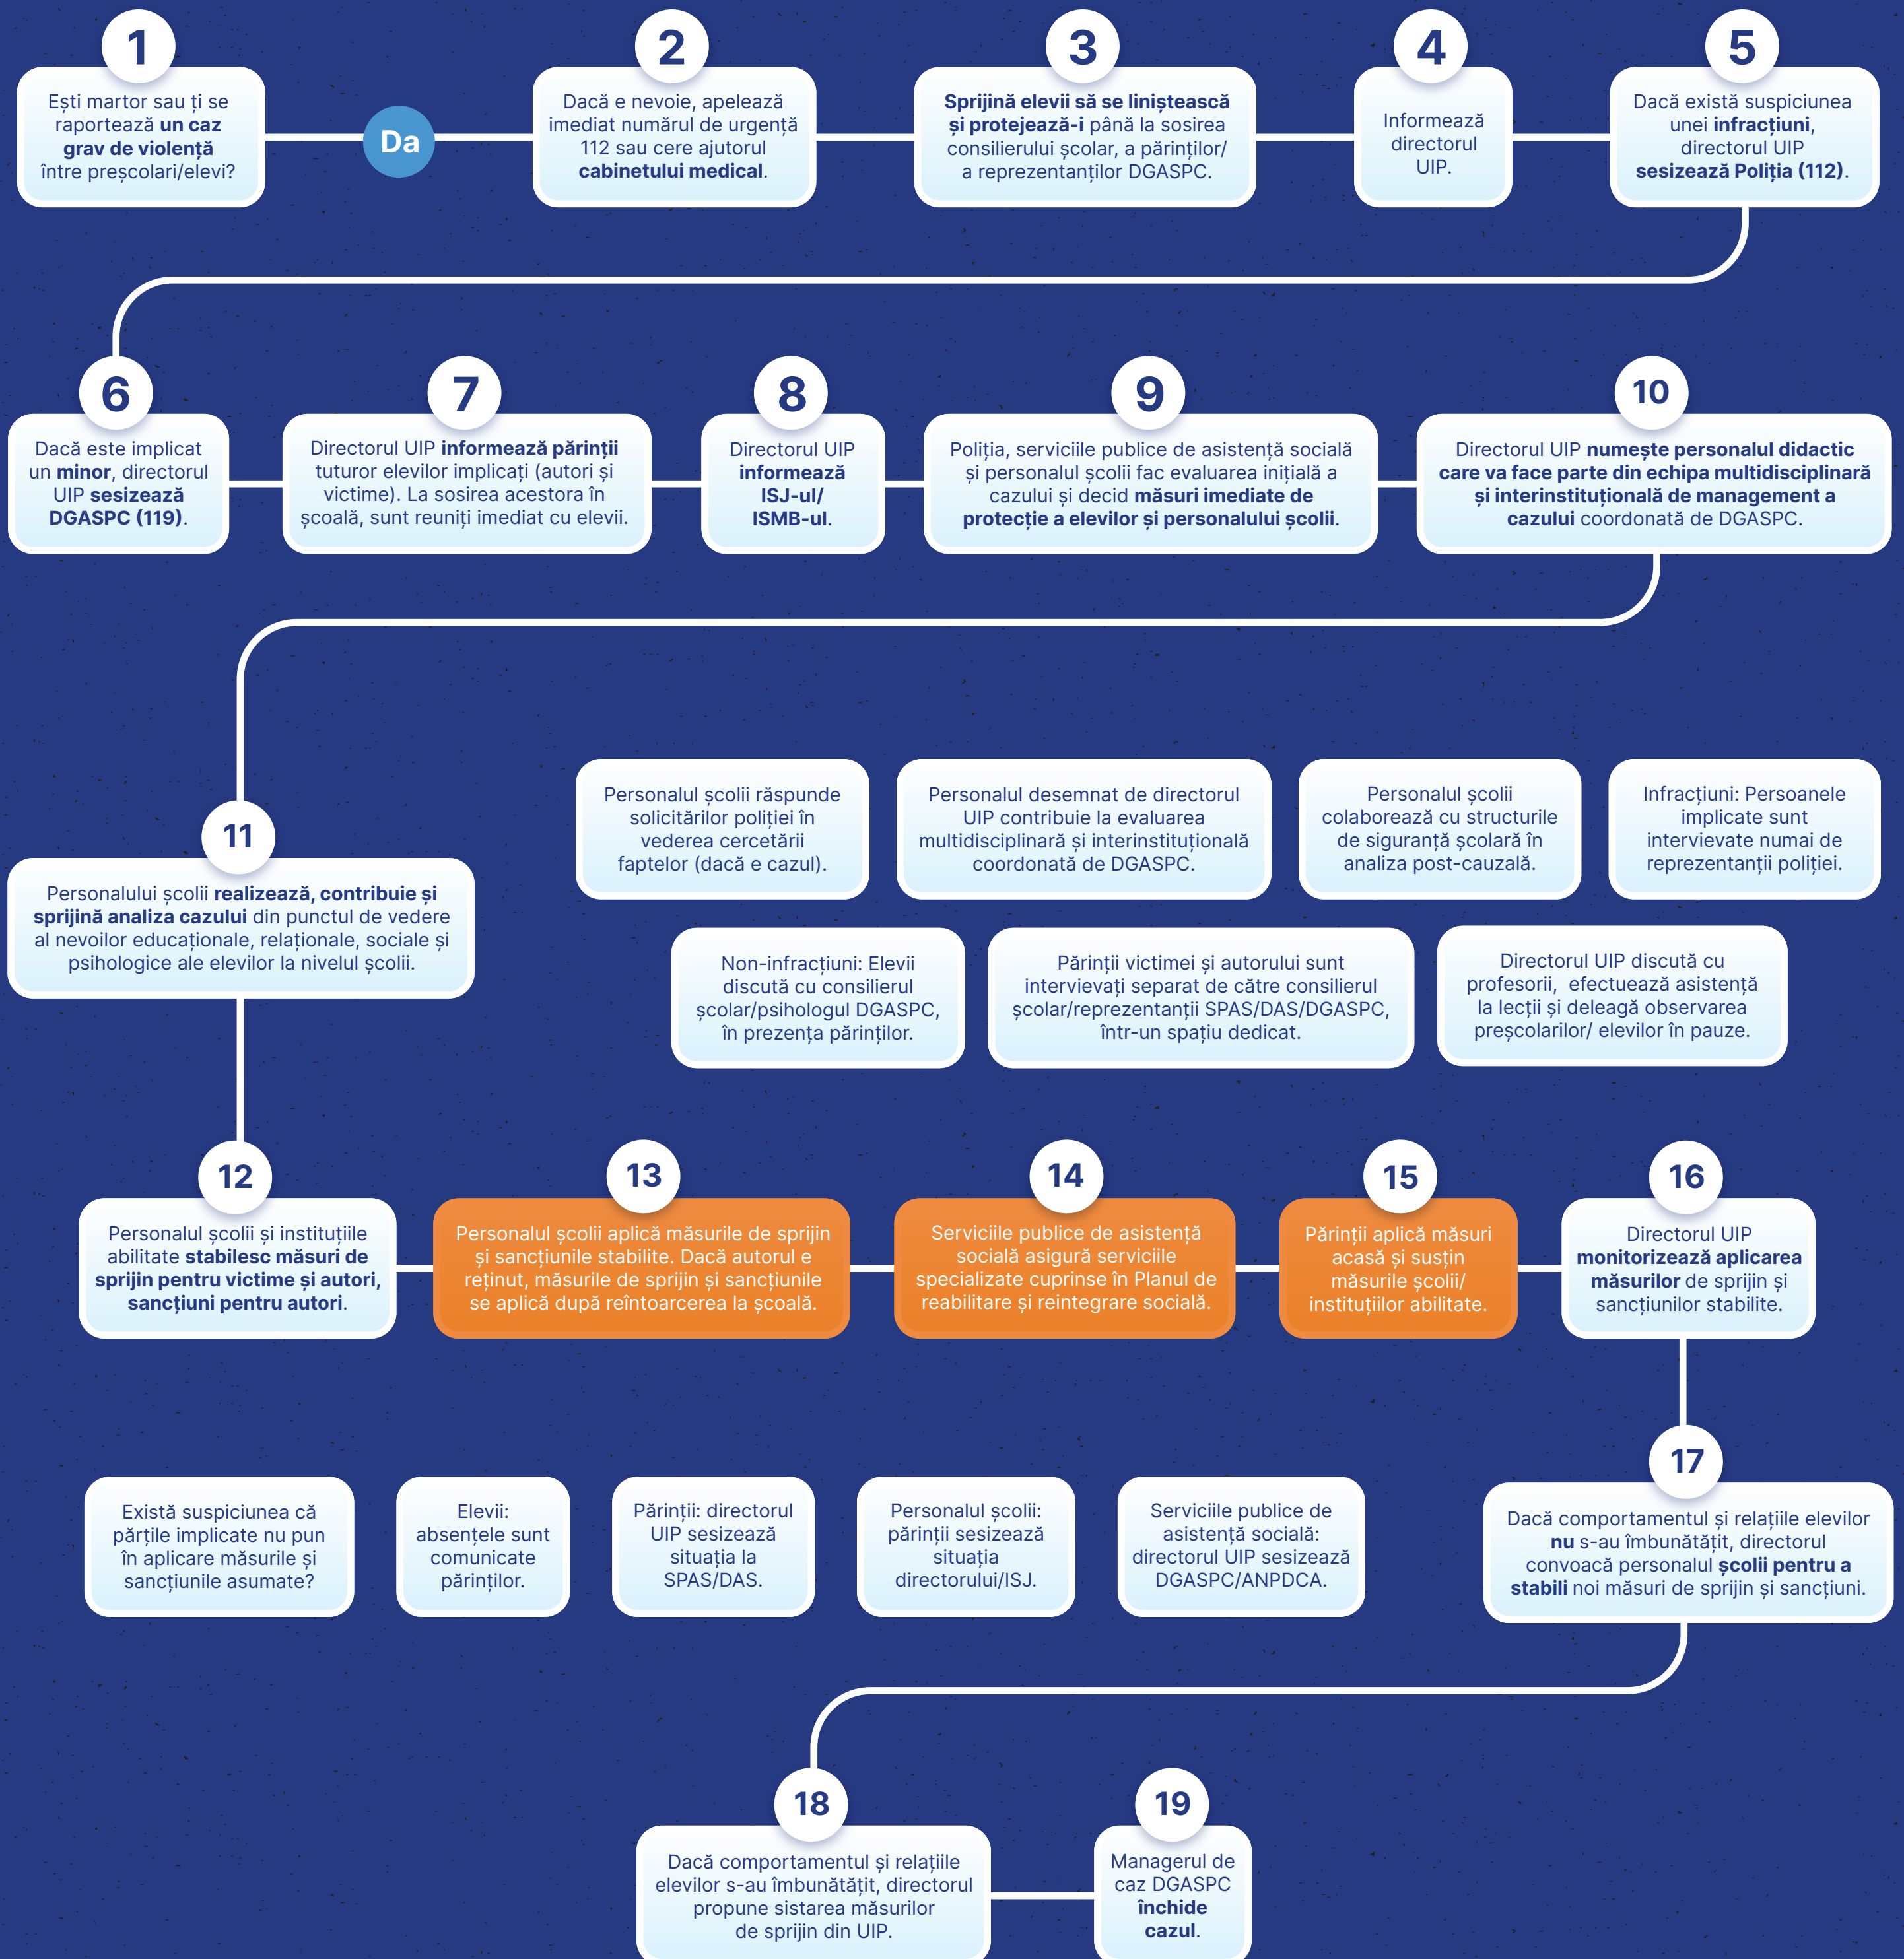 1
Ești martor sau ți se
raportează un caz
grav de violență
între preșcolari/elevi?
Da
2
Dacă e nevoie, apelează
imediat numărul de urgență
112 sau cere ajutorul
cabinetului medical.
3
Sprijină elevii să se liniștească
și protejează-i până la sosirea
consilierului școlar, a părinților/
a reprezentanților DGASPC.
4
Informează
directorul
UIP.
5
Dacă există suspiciunea
unei infracțiuni,
directorul UIP
sesizează Poliția (112).
6
Dacă este implicat
un minor, directorul
UIP sesizează
DGASPC (119).
7
Directorul UIP informează părinții
tuturor elevilor implicați (autori și
victime). La sosirea acestora în
școală, sunt reuniți imediat cu elevii.
8
Directorul UIP
informează
ISJ-ul/
ISMB-ul.
9
Poliția, serviciile publice de asistență socială
și personalul școlii fac evaluarea inițială a
cazului și decid măsuri imediate de
protecție a elevilor și personalului școlii.
10
Directorul UIP numește personalul didactic
care va face parte din echipa multidisciplinară
și interinstituțională de management a
cazului coordonată de DGASPC.
11
Personalului școlii realizează, contribuie și
sprijină analiza cazului din punctul de vedere
al nevoilor educaționale, relaționale, sociale și
psihologice ale elevilor la nivelul școlii.
Personalul școlii răspunde
solicitărilor poliției în
vederea cercetării
faptelor (dacă e cazul).
Personalul desemnat de directorul
UIP contribuie la evaluarea
multidisciplinară și interinstituțională
coordonată de DGASPC.
Personalul școlii
colaborează cu structurile
de siguranță școlară în
analiza post-cauzală.
Infracțiuni: Persoanele
implicate sunt
intervievate numai de
reprezentanții poliției.
Non-infracțiuni: Elevii
discută cu consilierul
școlar/psihologul DGASPC,
în prezența părinților.
Părinții victimei și autorului sunt
intervievați separat de către consilierul
școlar/reprezentanții SPAS/DAS/DGASPC,
într-un spațiu dedicat.
Directorul UIP discută cu
profesorii, efectuează asistență
la lecții și deleagă observarea
preșcolarilor/ elevilor în pauze.
12
Personalul școlii și instituțiile
abilitate stabilesc măsuri de
sprijin pentru victime și autori,
sancțiuni pentru autori.
13
Personalul școlii aplică măsurile de sprijin
și sancțiunile stabilite. Dacă autorul e
reținut, măsurile de sprijin și sancțiunile
se aplică după reîntoarcerea la școală.
14
Serviciile publice de asistență
socială asigură serviciile
specializate cuprinse în Planul de
reabilitare și reintegrare socială.
15
Părinții aplică măsuri
acasă și susțin
măsurile școlii/
instituțiilor abilitate.
16
Directorul UIP
monitorizează aplicarea
măsurilor de sprijin și
sancțiunilor stabilite.
17
Dacă comportamentul și relațiile elevilor
nu s-au îmbunătățit, directorul
convoacă personalul școlii pentru a
stabili noi măsuri de sprijin și sancțiuni.
Există suspiciunea că
părțile implicate nu pun
în aplicare măsurile și
sancțiunile asumate?
Elevii:
absențele sunt
comunicate
părinților.
Părinții: directorul
UIP sesizează
situația la
SPAS/DAS.
Personalul școlii:
părinții sesizează
situația
directorului/ISJ.
Serviciile publice de
asistență socială:
directorul UIP sesizează
DGASPC/ANPDCA.
18
Dacă comportamentul și relațiile
elevilor s-au îmbunătățit, directorul
propune sistarea măsurilor
de sprijin din UIP.
19
Managerul de
caz DGASPC
închide
cazul.